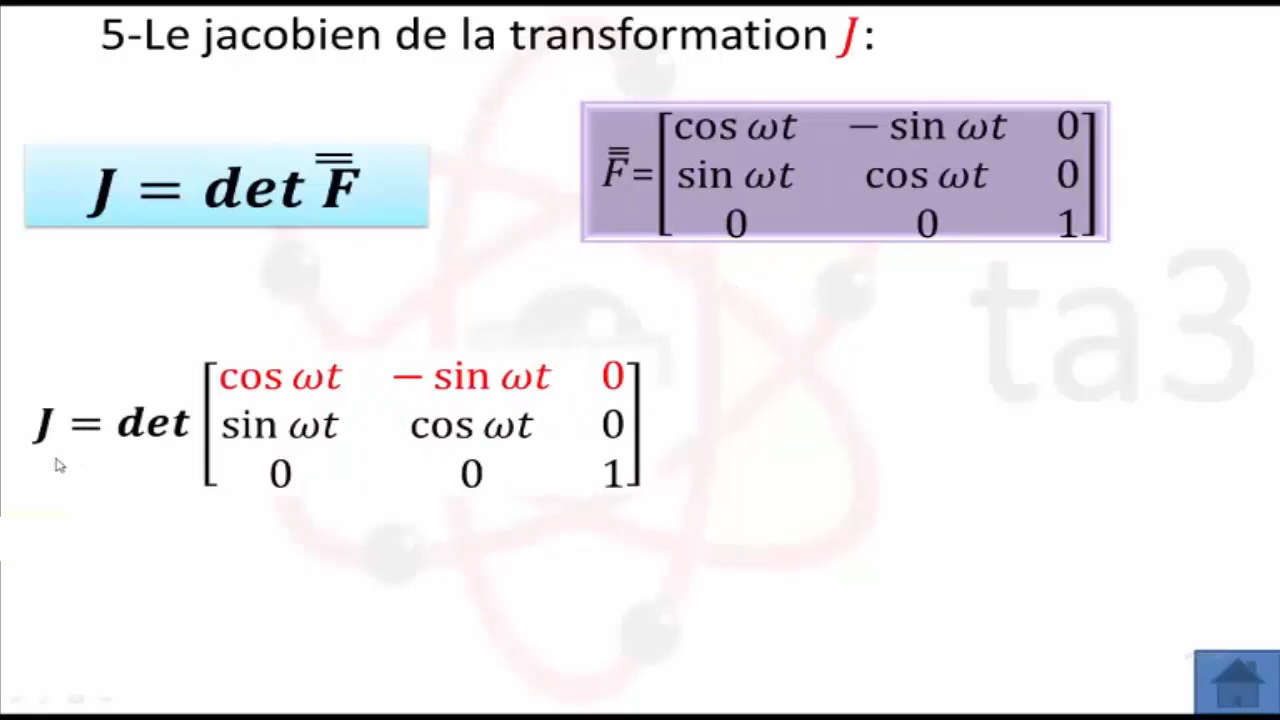 5-Le jacobien de la transformation J:
J = det F̿
F̿=[cos ωt − sin ωt 0
sin ωt cos ωt 0
0 0 1]
ta3
J = det [cos ωt − sin ωt 0
sin ωt cos ωt 0
0 0 1]